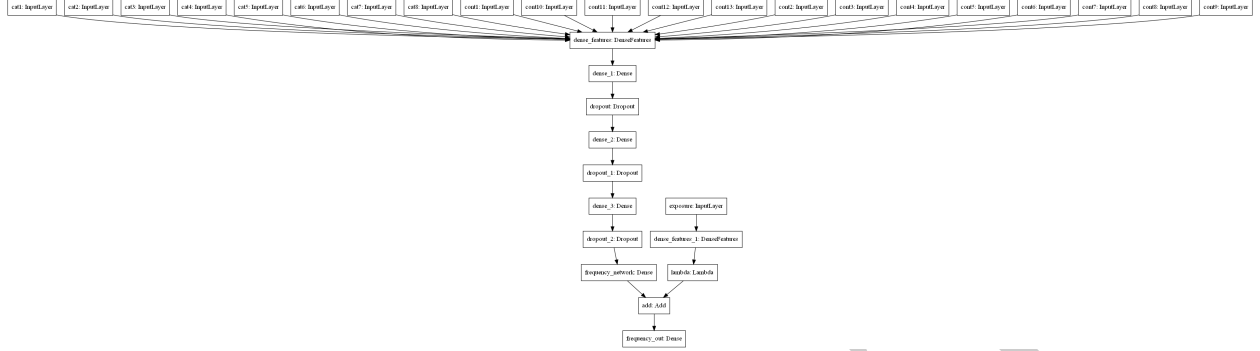 cat1: InputLayer
cat2: InputLayer
cat3: InputLayer
cat4: InputLayer
cat5: InputLayer
cat6: InputLayer
cat7: InputLayer
cat8: InputLayer
cont1: InputLayer
cont10: InputLayer
cont11: InputLayer
cont12: InputLayer
cont13: InputLayer
cont2: InputLayer
cont3: InputLayer
cont4: InputLayer
cont5: InputLayer
cont6: InputLayer
cont7: InputLayer
cont8: InputLayer
cont9: InputLayer
dense_features: DenseFeatures
dense_1: Dense
dropout: Dropout
dense_2: Dense
dropout_1: Dropout
dense_3: Dense
exposure: InputLayer
dropout_2: Dropout
dense_features_1: DenseFeatures
frequency_network: Dense
lambda: Lambda
add: Add
frequency_out: Dense